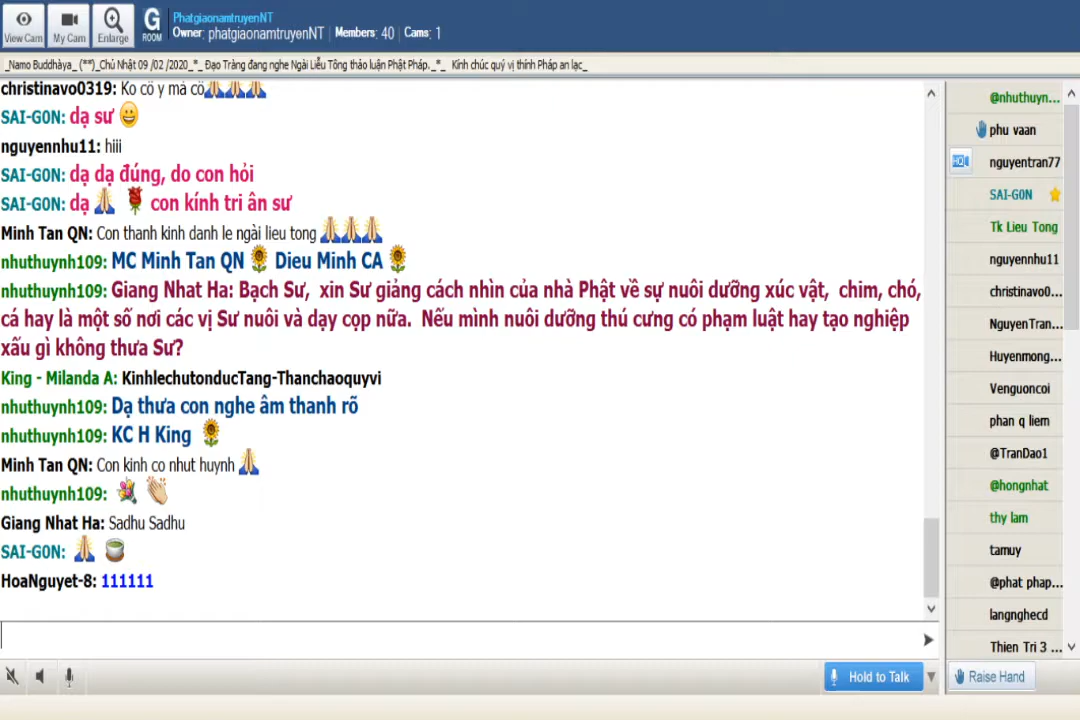 PhatgiaonamtruyenNT
View Cam My Cam Enlarge G ROOM Owner: phatgiaonamtruyenNT | Members: 40 | Cams: 1
_Namo Buddhàya_ (**)_Chủ Nhật 09 /02 /2020_*_ Đạo Tràng đang nghe Ngài Liễu Tông thảo luận Phật Pháp._*_ Kính chúc quý vị thính Pháp an lạc_
christinavo0319: Ko cô y mà cô🙏🙏🙏
SAI-G0N: dạ sư 😀
nguyennhu11: hiii
SAI-G0N: dạ dạ đúng, do con hỏi
SAI-G0N: dạ 🙏 🌹 con kính tri ân sư
Minh Tan QN: Con thanh kinh danh le ngài lieu tong 🙏🙏🙏
nhuthuynh109: MC Minh Tan QN 🌻 Dieu Minh CA 🌻
nhuthuynh109: Giang Nhat Ha: Bạch Sư, xin Sư giảng cách nhìn của nhà Phật về sự nuôi dưỡng xúc vật, chim, chó,
cá hay là một số nơi các vị Sư nuôi và dạy cọp nữa. Nếu mình nuôi dưỡng thú cưng có phạm luật hay tạo nghiệp
xấu gì không thưa Sư?
King - Milanda A: KinhlechutonducTang-Thanchaoquyvi
nhuthuynh109: Dạ thưa con nghe âm thanh rõ
nhuthuynh109: KC H King 🌻
Minh Tan QN: Con kinh co nhut huynh 🙏
nhuthuynh109: 💐 👏
Giang Nhat Ha: Sadhu Sadhu
SAI-G0N: 🙏 🍵
HoaNguyet-8: 111111
@nhuthuyn...
phu vaan
HD nguyentran77
SAI-G0N
Tk Lieu Tong
nguyennhu11
christinavo0...
NguyenTran...
Huyenmong...
Venguoncoi
phan q liem
@TranDao1
@hongnhat
thy lam
tamuy
@phat phap...
langnghecd
Thien Tri 3 ...
Hold to Talk
Raise Hand